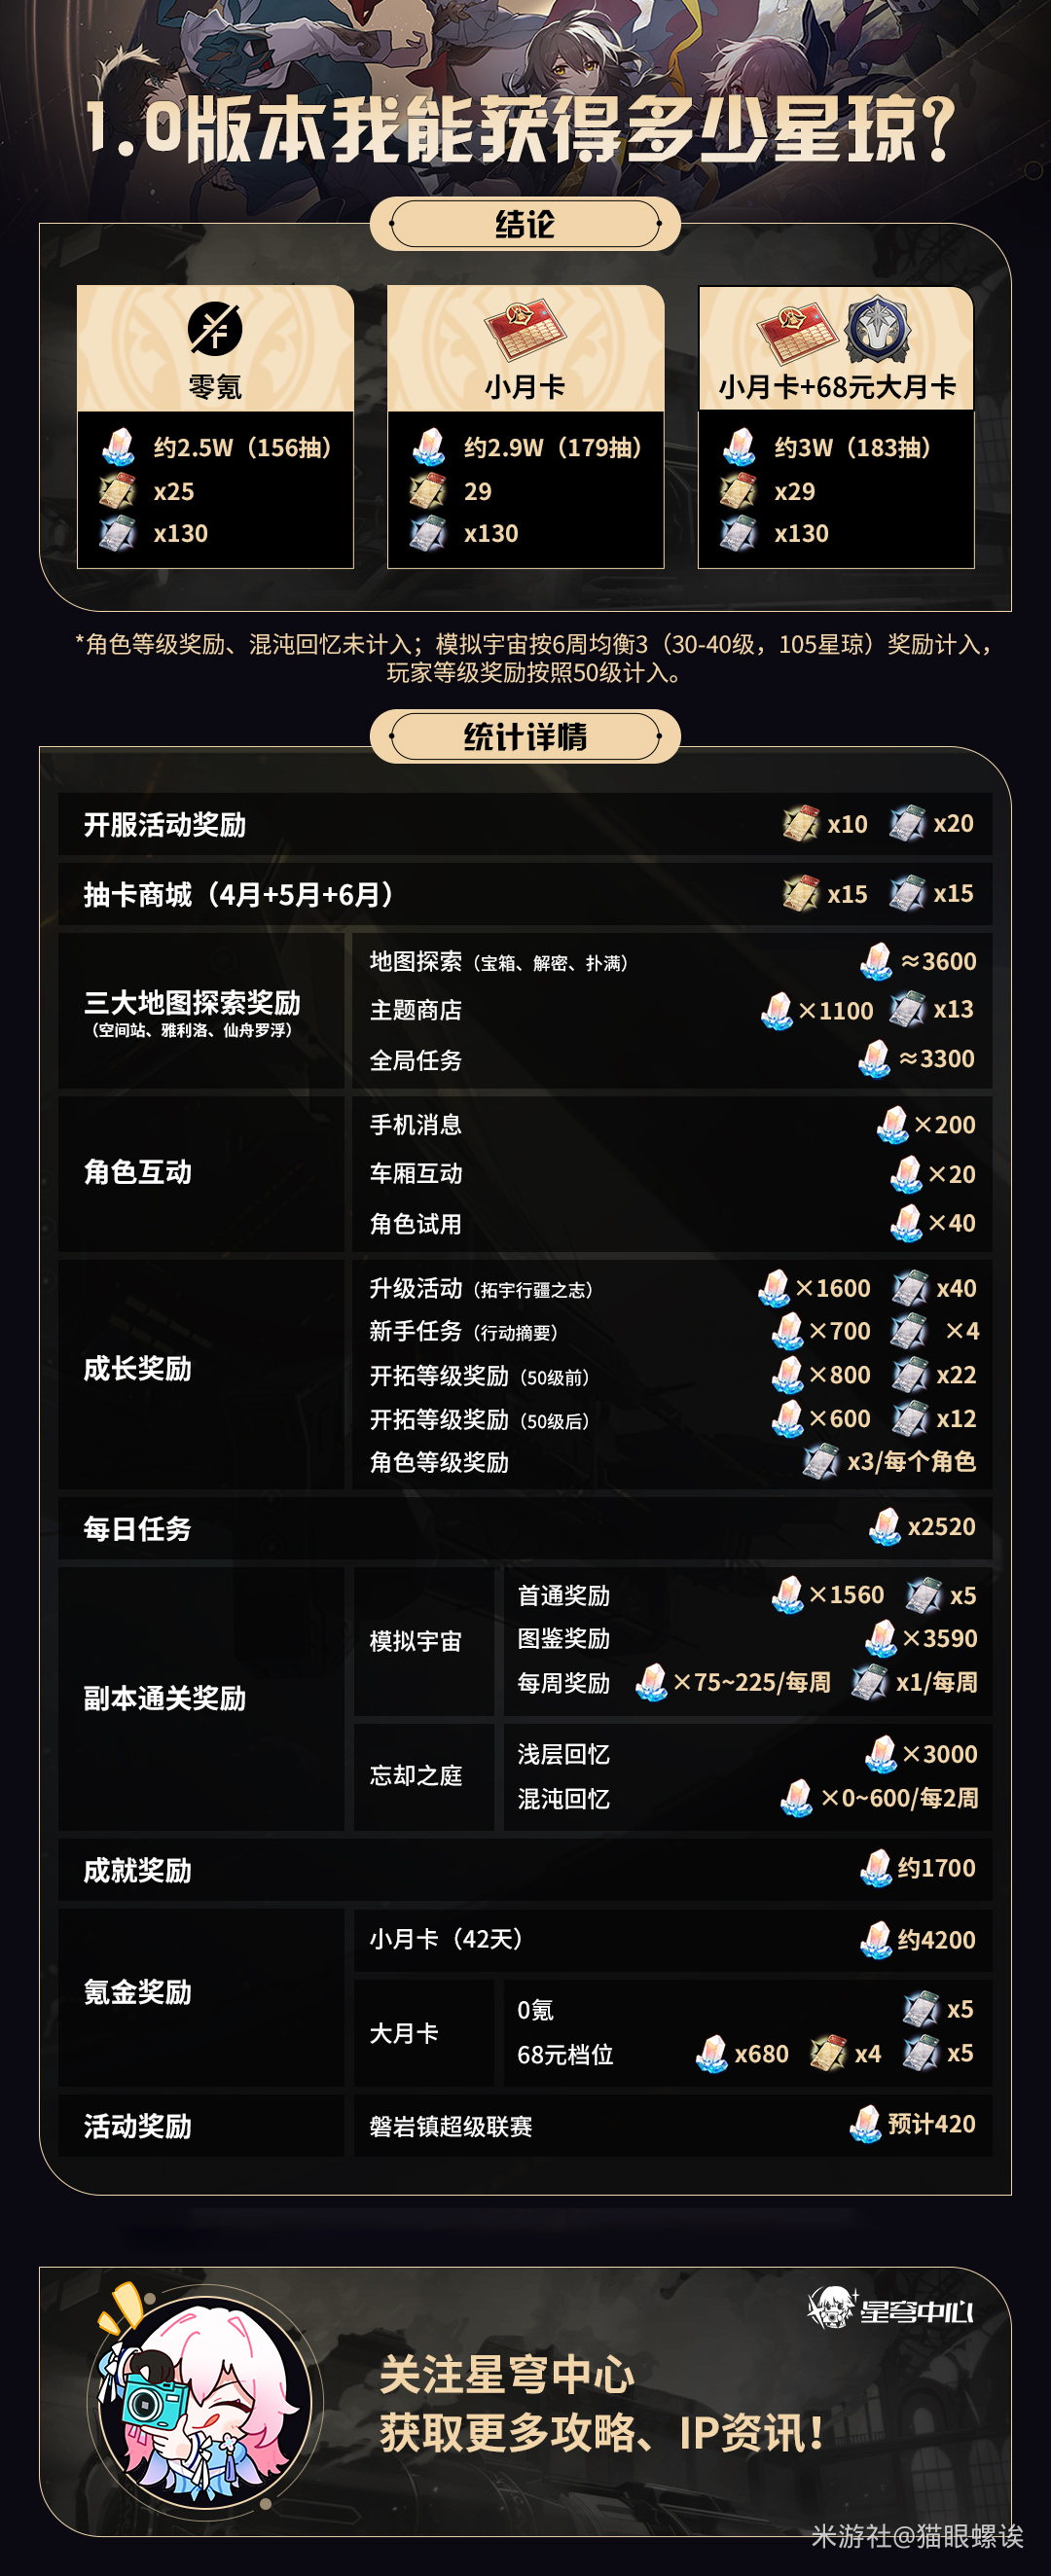 1.0版本我能获得多少星琼?
结论
零氪
约2.5W（156抽）
x25
x130
小月卡
约2.9W（179抽）
29
x130
小月卡+68元大月卡
约3W（183抽）
x29
x130
*角色等级奖励、混沌回忆未计入；模拟宇宙按6周均衡3（30-40级，105星琼）奖励计入，
玩家等级奖励按照50级计入。
统计详情
开服活动奖励 x10 x20
抽卡商城（4月+5月+6月） x15 x15
三大地图探索奖励
（空间站、雅利洛、仙舟罗浮）
地图探索（宝箱、解密、扑满） ≈3600
主题商店 ×1100 x13
全局任务 ≈3300
角色互动
手机消息 ×200
车厢互动 ×20
角色试用 ×40
成长奖励
升级活动（拓宇行疆之志） ×1600 x40
新手任务（行动摘要） ×700 ×4
开拓等级奖励（50级前） ×800 x22
开拓等级奖励（50级后） ×600 x12
角色等级奖励 x3/每个角色
每日任务 x2520
副本通关奖励
模拟宇宙
首通奖励 ×1560 x5
图鉴奖励 ×3590
每周奖励 ×75~225/每周 x1/每周
忘却之庭
浅层回忆 ×3000
混沌回忆 ×0~600/每2周
成就奖励 约1700
氪金奖励
小月卡（42天） 约4200
大月卡
0氪 x5
68元档位 x680 x4 x5
活动奖励 磐岩镇超级联赛 预计420
星穹中心
关注星穹中心
获取更多攻略、IP资讯！
米游社@猫眼螺诶